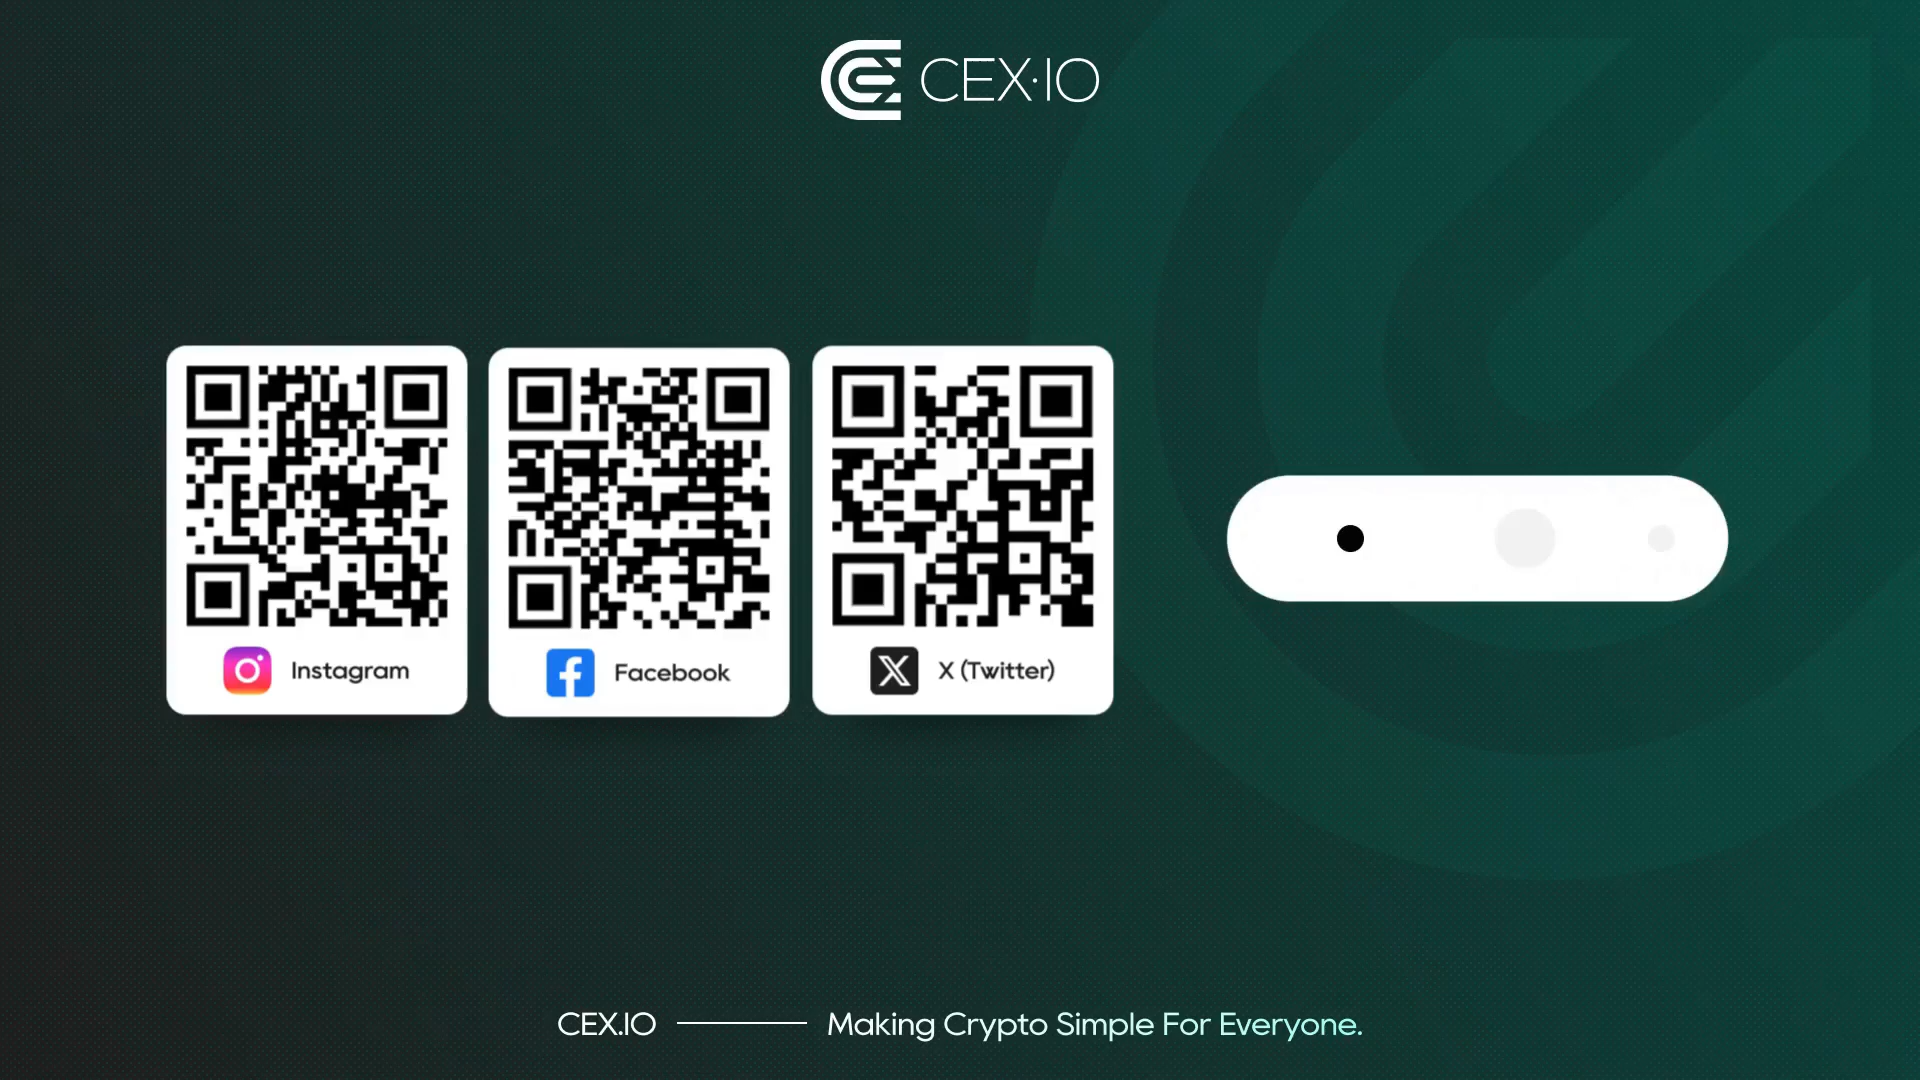 CEX·IO
Instagram
Facebook
X (Twitter)
CEX.IO
Making Crypto Simple For Everyone.